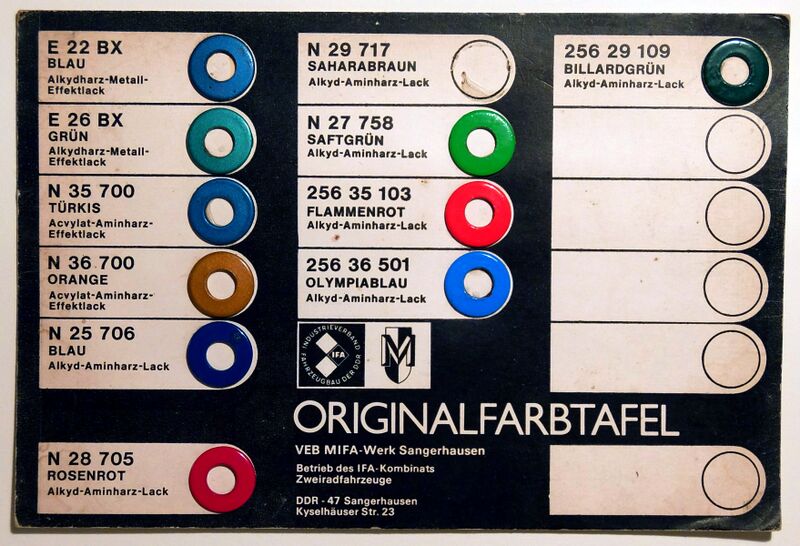 E 22 BX
BLAU
Alkydharz-Metall-
Effektlack
E 26 BX
GRÜN
Alkydharz-Metall-
Effektlack
N 35 700
TÜRKIS
Acvylat-Aminharz-
Effektlack
N 36 700
ORANGE
Acvylat-Aminharz-
Effektlack
N 25 706
BLAU
Alkyd-Aminharz-Lack
N 28 705
ROSENROT
Alkyd-Aminharz-Lack
N 29 717
SAHARABRAUN
Alkyd-Aminharz-Lack
N 27 758
SAFTGRÜN
Alkyd-Aminharz-Lack
256 35 103
FLAMMENROT
Alkyd-Aminharz-Lack
256 36 501
OLYMPIABLAU
Alkyd-Aminharz-Lack
INDUSTRIEVERBAND
FAHRZEUGBAU DER DDR
IFA
M
ORIGINALFARBTAFEL
VEB MIFA-Werk Sangerhausen
Betrieb des IFA-Kombinats
Zweiradfahrzeuge
DDR - 47 Sangerhausen
Kyselhäuser Str. 23
256 29 109
BILLARDGRÜN
Alkyd-Aminharz-Lack